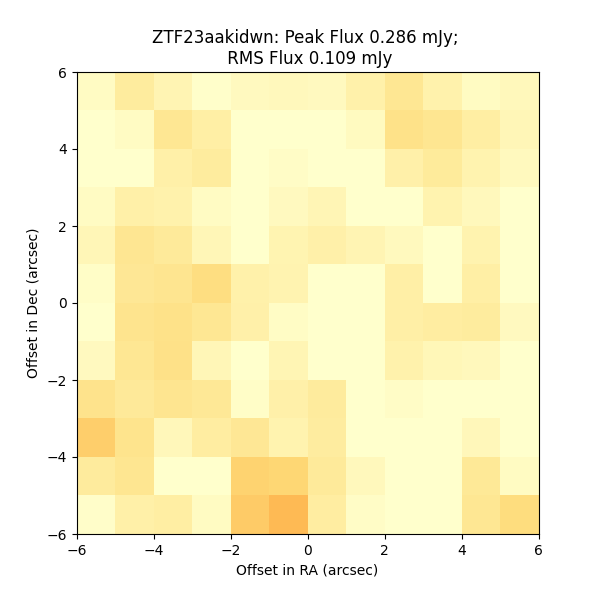 ZTF23aakidwn: Peak Flux 0.286 mJy;
RMS Flux 0.109 mJy
6
4
2
0
−2
−4
−6
Offset in Dec (arcsec)
−6 −4 −2 0 2 4 6
Offset in RA (arcsec)